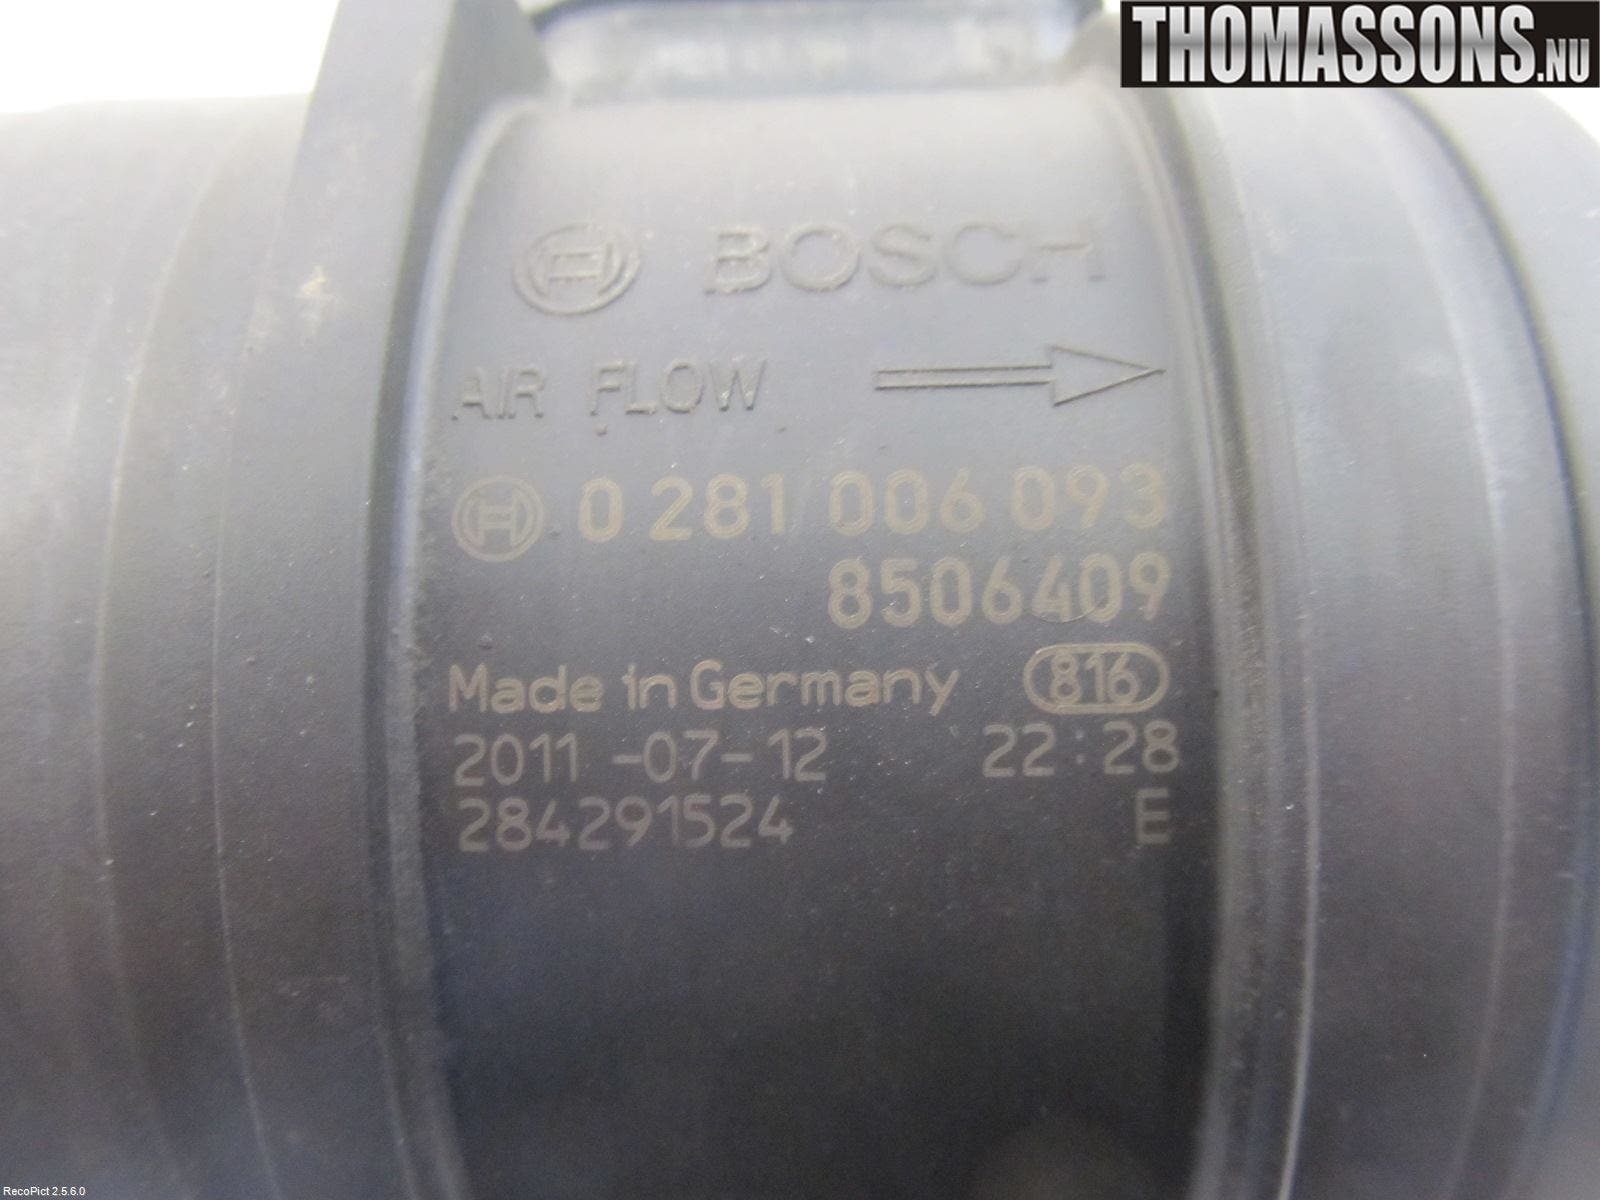 THOMASSONS.NU
BOSCH
AIR FLOW
0 281 006 093
8506409
Made in Germany 816
2011-07-12 22:28
284291524 E
RecoPict 2.5.6.0